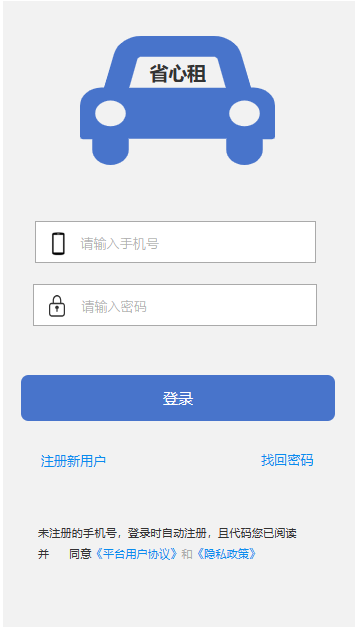 省心租
请输入手机号
请输入密码
登录
注册新用户 找回密码
未注册的手机号，登录时自动注册，且代码您已阅读
并 同意《平台用户协议》和《隐私政策》